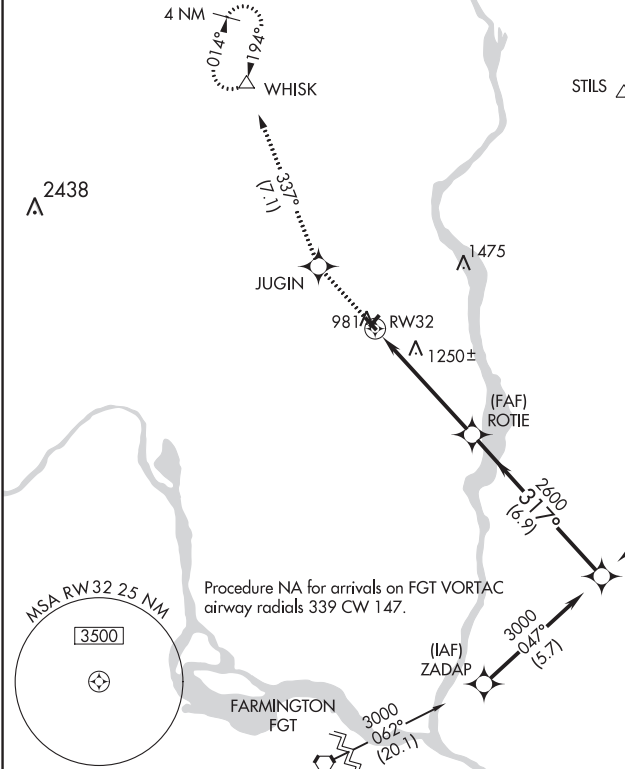 4 NM
014°
194°
WHISK
STILS
2438
337°
(7.1)
1475
JUGIN
981
RW32
1250±
(FAF)
ROTIE
2600
317°
(6.9)
MSA RW32 25 NM
3500
Procedure NA for arrivals on FGT VORTAC
airway radials 339 CW 147.
3000
047°
(5.7)
(IAF)
ZADAP
FARMINGTON
FGT
3000
062°
(20.1)